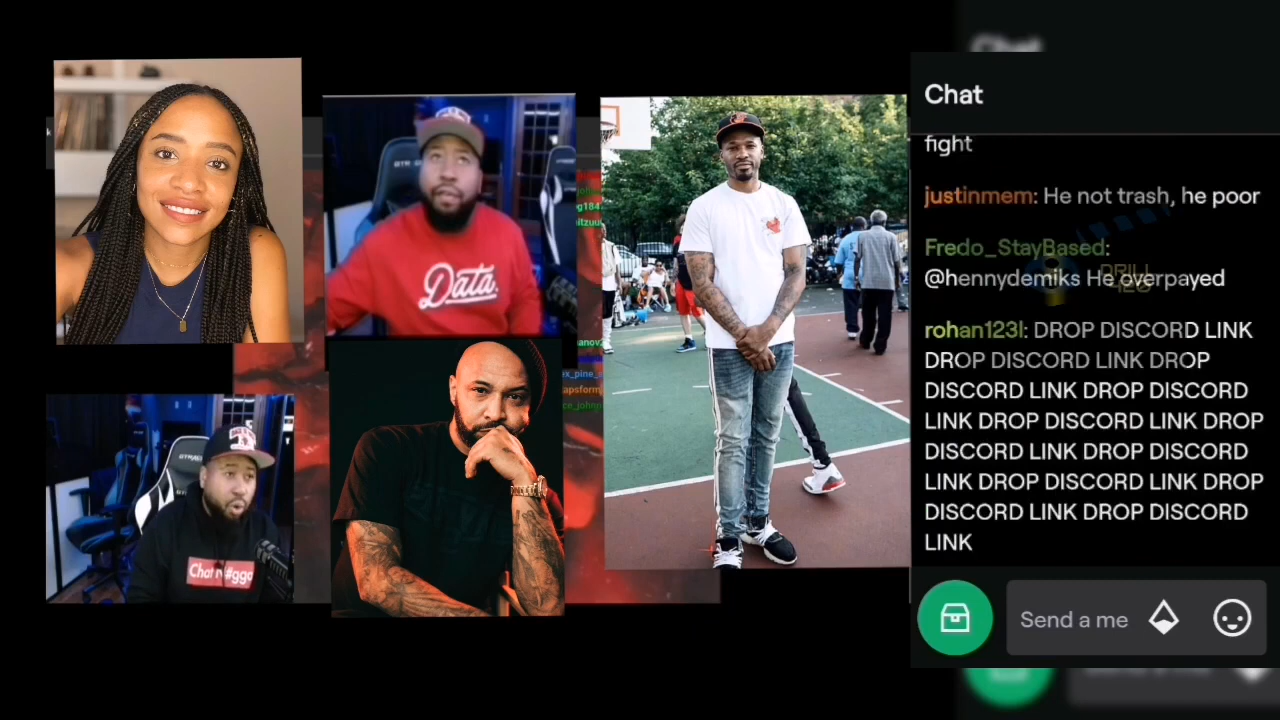 Chat
fight
justinmem: He not trash, he poor
Fredo_StayBased:
@hennydemiks He overpayed
rohan123l: DROP DISCORD LINK
DROP DISCORD LINK DROP
DISCORD LINK DROP DISCORD
LINK DROP DISCORD LINK DROP
DISCORD LINK DROP DISCORD
LINK DROP DISCORD LINK DROP
DISCORD LINK DROP DISCORD
LINK
Send a me
Data.